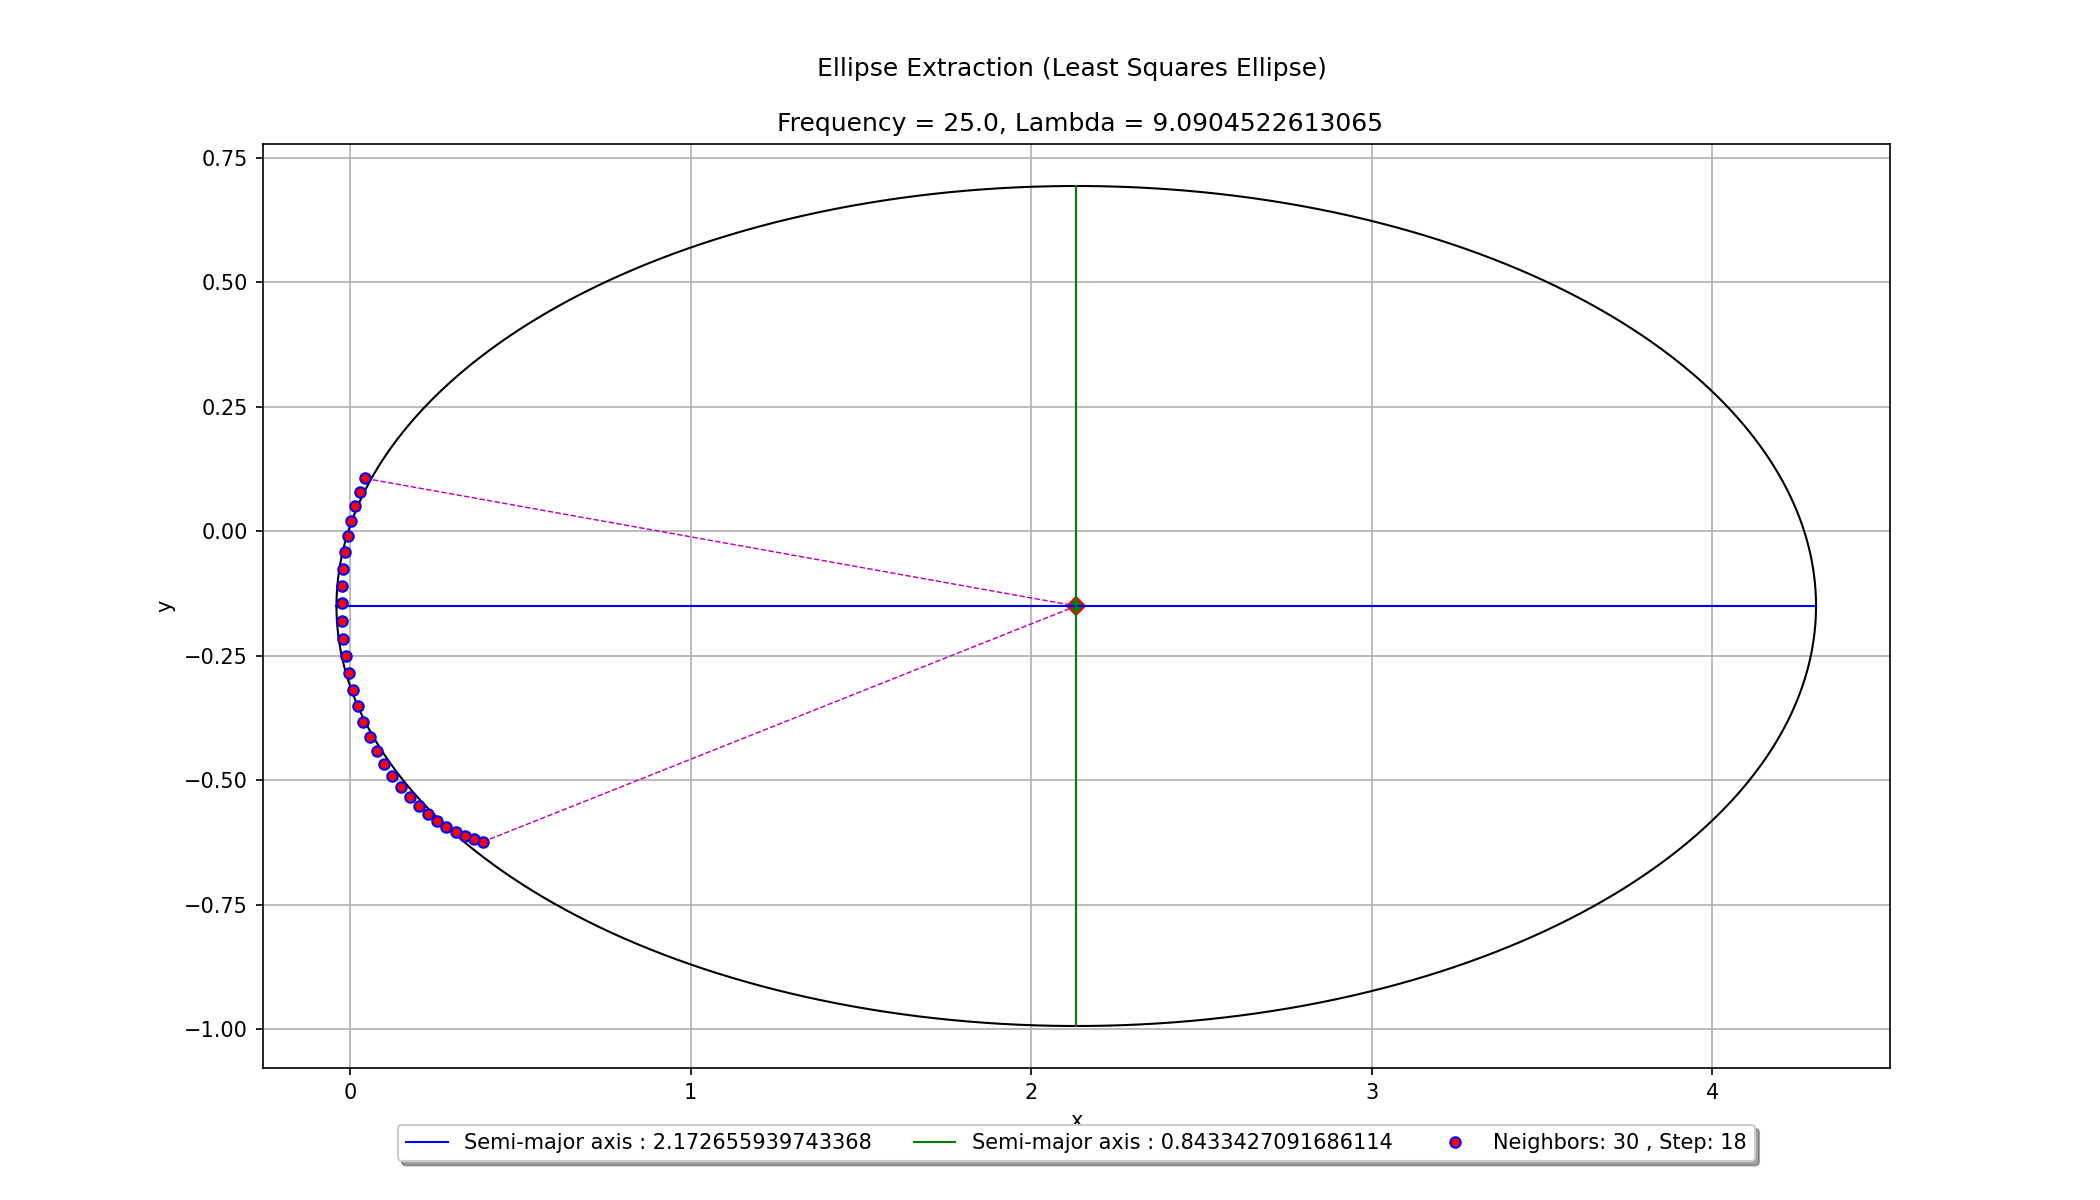 Ellipse Extraction (Least Squares Ellipse)
Frequency = 25.0, Lambda = 9.0904522613065
0.75
0.50
0.25
0.00
−0.25
−0.50
−0.75
−1.00
y
0 1 2 3 4
x
Semi-major axis : 2.172655939743368 Semi-major axis : 0.8433427091686114 Neighbors: 30 , Step: 18